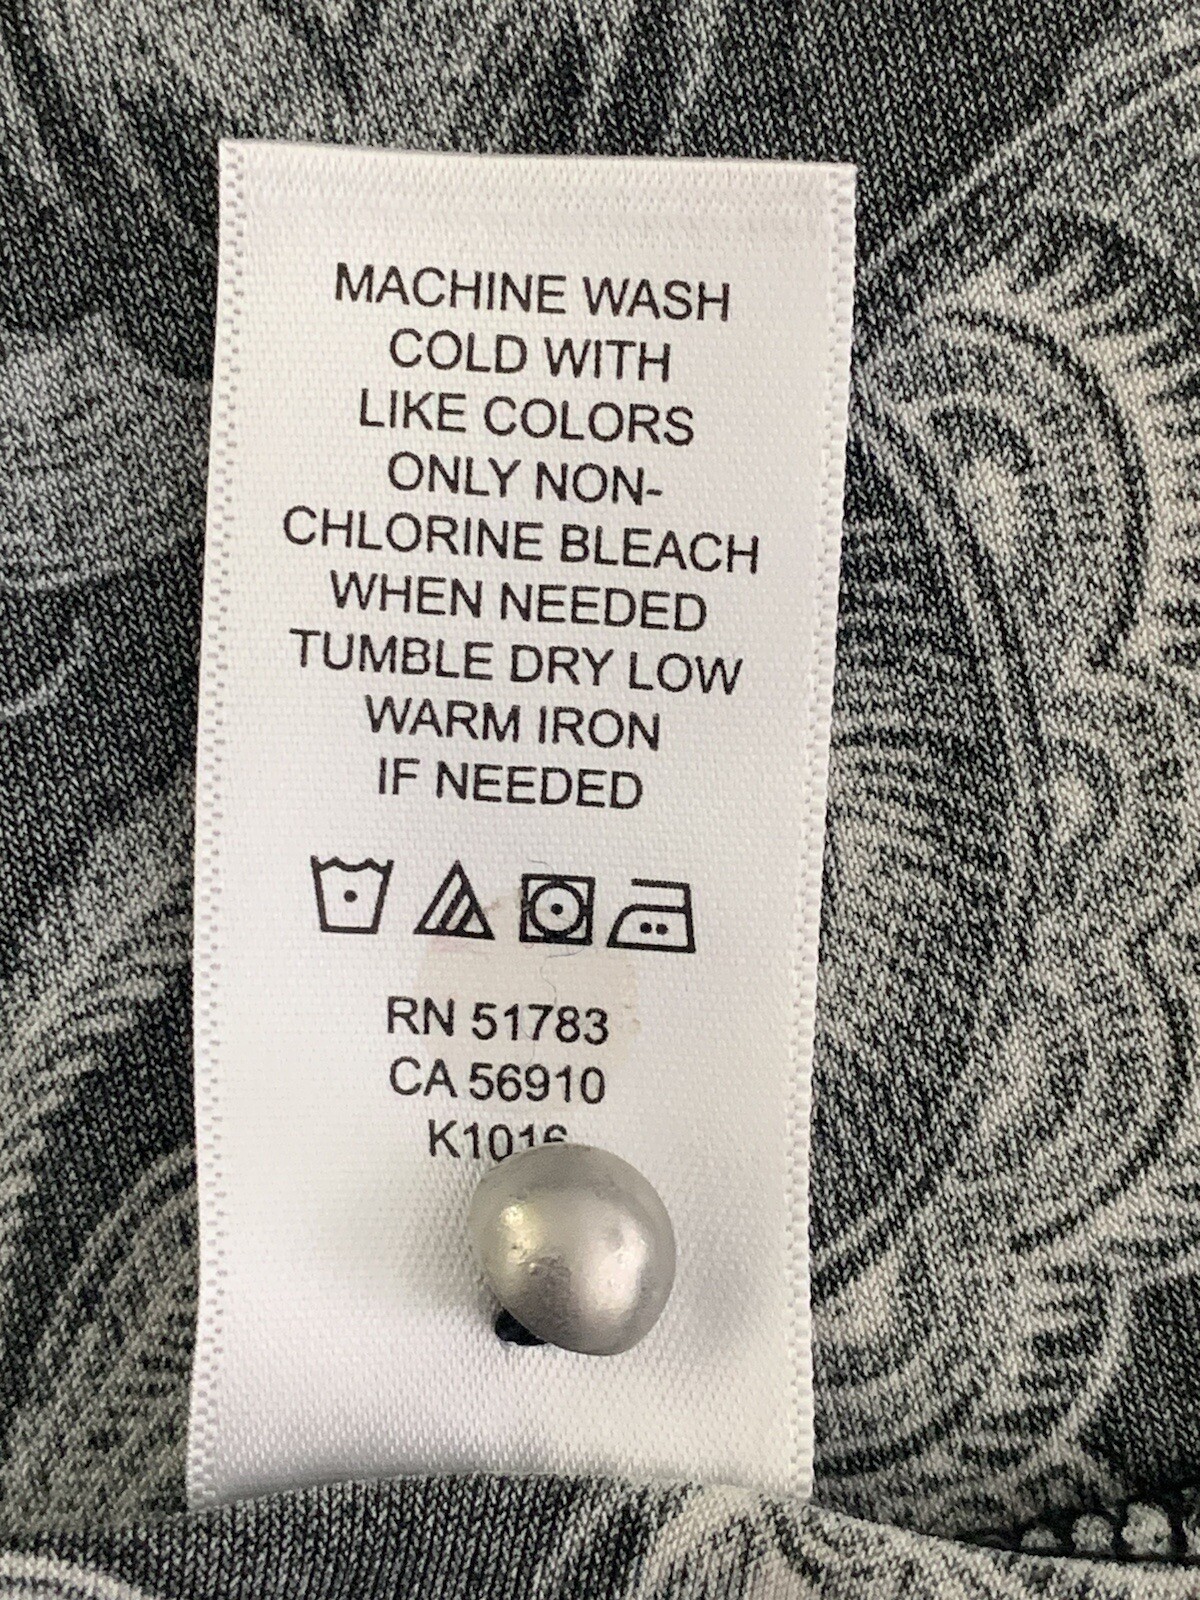 MACHINE WASH
COLD WITH
LIKE COLORS
ONLY NON-
CHLORINE BLEACH
WHEN NEEDED
TUMBLE DRY LOW
WARM IRON
IF NEEDED
RN 51783
CA 56910
K1016